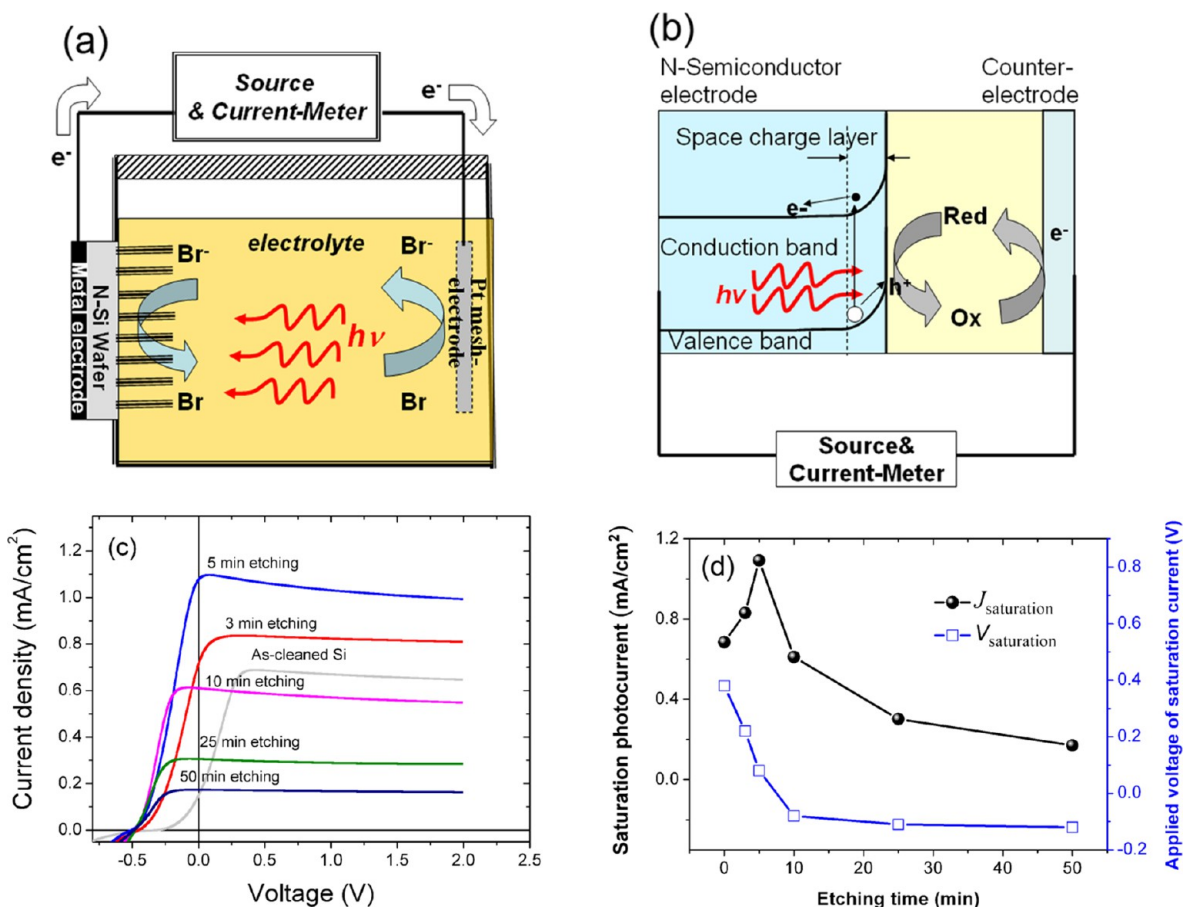 (a)
Source
& Current-Meter
e-
e-
electrolyte
Br-
Br-
hν
Br
Br
Metal electrode
N-Si Wafer
Pt mesh-
electrode
(b)
N-Semiconductor
electrode
Counter-
electrode
Space charge layer
e-
Conduction band
hν
h+
Valence band
Red
Ox
e-
Source&
Current-Meter
(c)
Current density (mA/cm²)
1.2
1.0
0.8
0.6
0.4
0.2
0.0
5 min etching
3 min etching
As-cleaned Si
10 min etching
25 min etching
50 min etching
-0.5 0.0 0.5 1.0 1.5 2.0 2.5
Voltage (V)
(d)
Saturation photocurrent (mA/cm²)
1.2
0.8
0.4
0.0
Jsaturation
Vsaturation
0.8
0.6
0.4
0.2
0.0
-0.2
Applied voltage of saturation current (V)
0 10 20 30 40 50
Etching time (min)